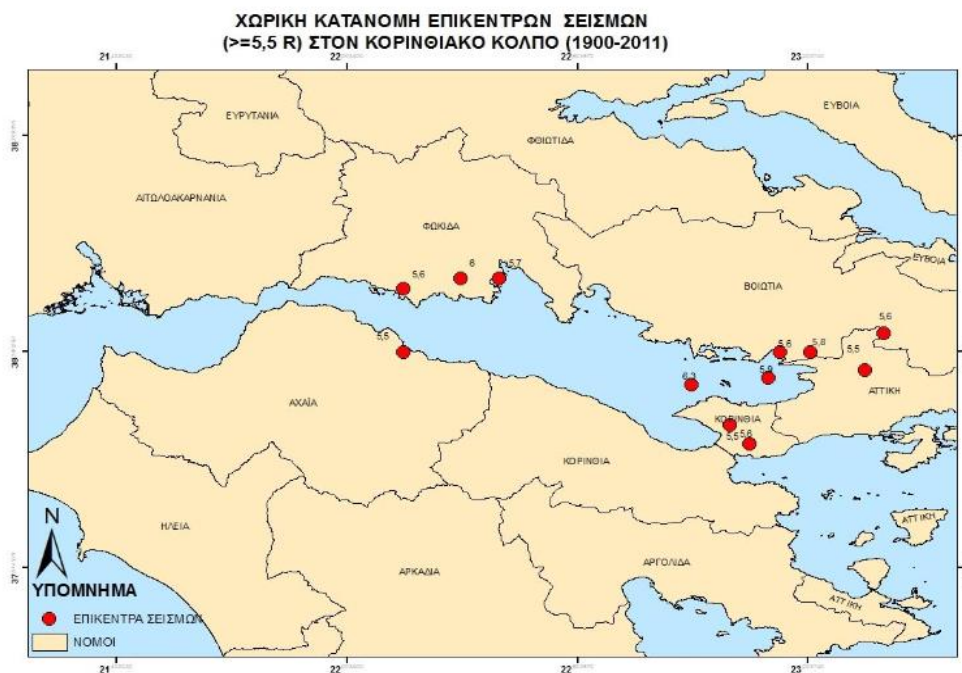 ΧΩΡΙΚΗ ΚΑΤΑΝΟΜΗ ΕΠΙΚΕΝΤΡΩΝ ΣΕΙΣΜΩΝ
(>=5,5 R) ΣΤΟΝ ΚΟΡΙΝΘΙΑΚΟ ΚΟΛΠΟ (1900-2011)
21 22 22 23
ΕΥΡΥΤΑΝΙΑ
ΕΥΒΟΙΑ
38
ΦΘΙΩΤΙΔΑ
ΑΙΤΩΛΟΑΚΑΡΝΑΝΙΑ
ΦΩΚΙΔΑ
ΕΥΒΟΙΑ
5,6 6 5,7
ΒΟΙΩΤΙΑ
5,6
5,5 5,6 5,8 5,5
38
6,3 5,9 ΑΤΤΙΚΗ
ΑΧΑΪΑ
ΚΟΡΙΝΘΙΑ
5,5 5,6
ΚΟΡΙΝΘΙΑ
ΗΛΕΙΑ
ΑΤΤΙΚΗ
Ν
ΑΡΚΑΔΙΑ
ΑΡΓΟΛΙΔΑ
37
ΥΠΟΜΝΗΜΑ
ΑΤΤΙΚΗ
ΕΠΙΚΕΝΤΡΑ ΣΕΙΣΜΩΝ
ΝΟΜΟΙ
21 22 22 23